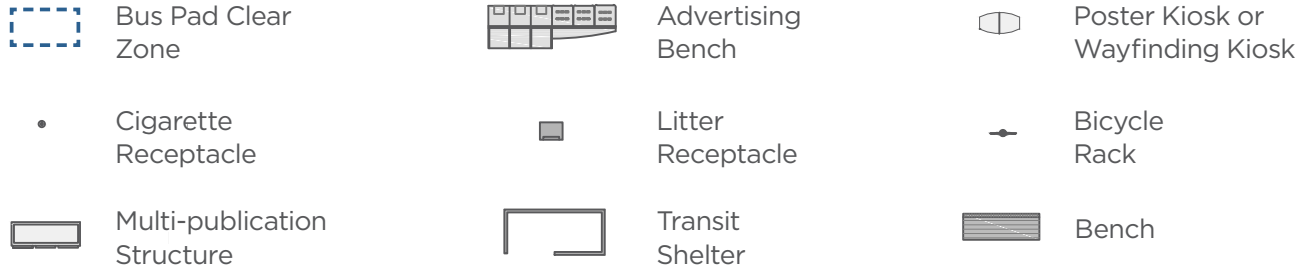 Bus Pad Clear
Zone
Advertising
Bench
Poster Kiosk or
Wayfinding Kiosk
Cigarette
Receptacle
Litter
Receptacle
Bicycle
Rack
Multi-publication
Structure
Transit
Shelter
Bench